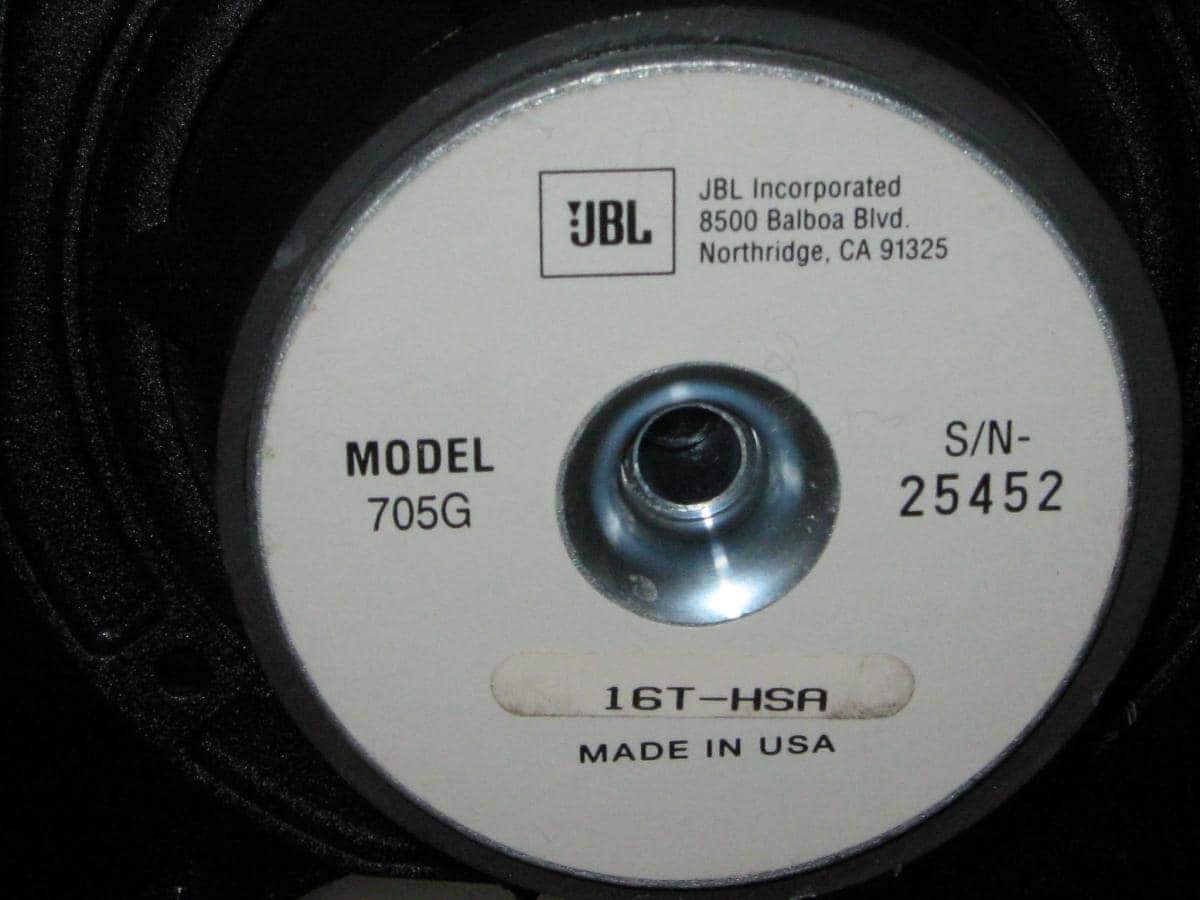 JBL
JBL Incorporated
8500 Balboa Blvd.
Northridge, CA 91325
MODEL
705G
S/N-
25452
16T-HSA
MADE IN USA